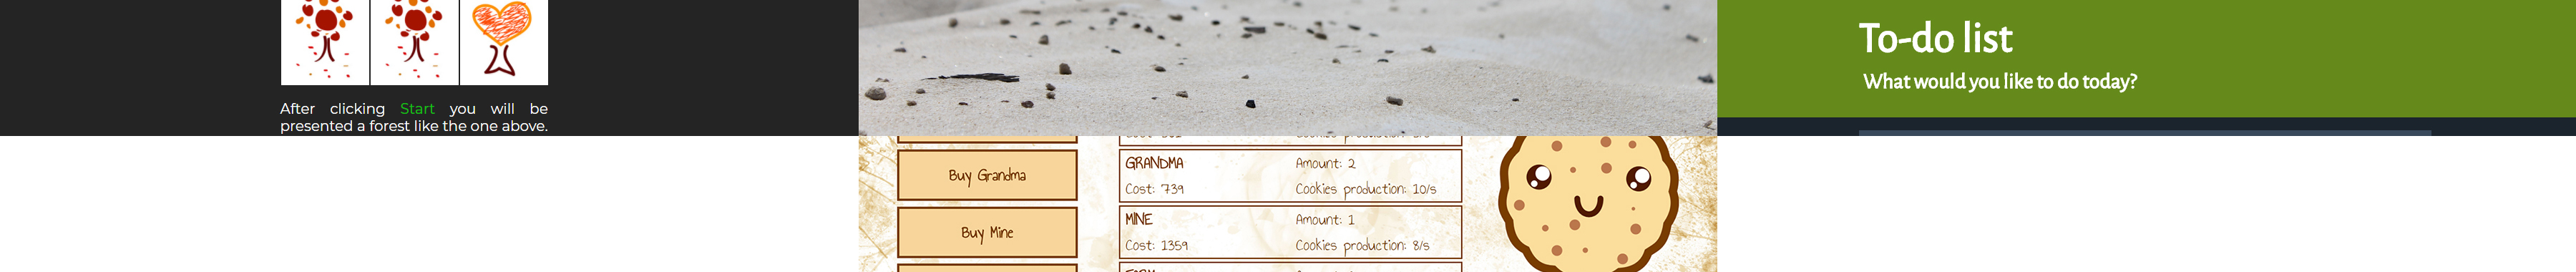 After clicking Start you will be
presented a forest like the one above.
To-do list
What would you like to do today?
Buy Grandma
Buy Mine
GRANDMA Amount: 2
Cost: 739 Cookies production: 10/s
MINE Amount: 1
Cost: 1359 Cookies production: 8/s